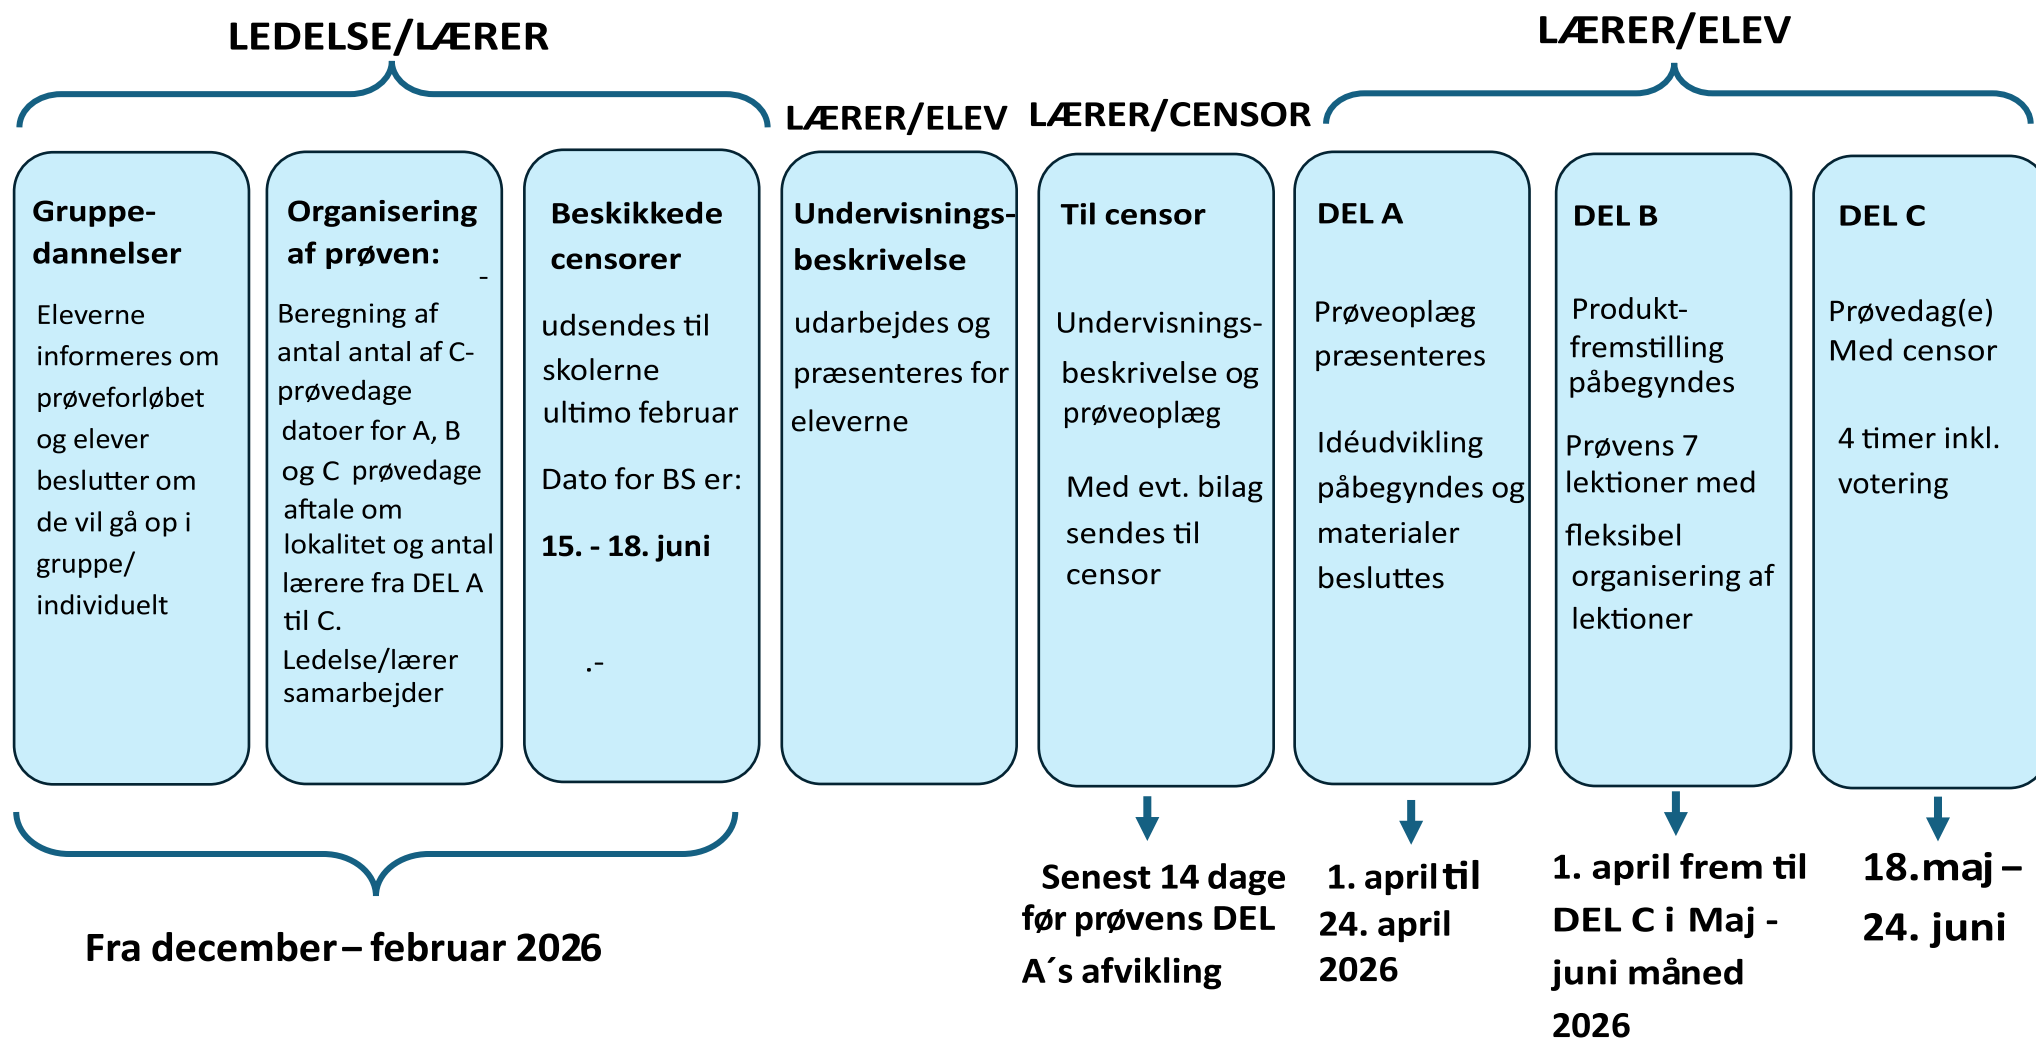 LEDELSE/LÆRER
LÆRER/ELEV
LÆRER/ELEV
LÆRER/CENSOR
Gruppe-
dannelser
Eleverne
informeres om
prøveforløbet
og elever
beslutter om
de vil gå op i
gruppe/
individuelt
Organisering
af prøven:
-
Beregning af
antal antal af C-
prøvedage
datoer for A, B
og C prøvedage
aftale om
lokalitet og antal
lærere fra DEL A
til C.
Ledelse/lærer
samarbejder
Beskikkede
censorer
udsendes til
skolerne
ultimo februar
Dato for BS er:
15. - 18. juni
.-
Undervisnings-
beskrivelse
udarbejdes og
præsenteres for
eleverne
Til censor
Undervisnings-
beskrivelse og
prøveoplæg
Med evt. bilag
sendes til
censor
DEL A
Prøveoplæg
præsenteres
Idéudvikling
påbegyndes og
materialer
besluttes
DEL B
Produkt-
fremstilling
påbegyndes
Prøvens 7
lektioner med
fleksibel
organisering af
lektioner
DEL C
Prøvedag(e)
Med censor
4 timer inkl.
votering
Fra december – februar 2026
Senest 14 dage
før prøvens DEL
A´s afvikling
1. april til
24. april
2026
1. april frem til
DEL C i Maj -
juni måned
2026
18.maj –
24. juni